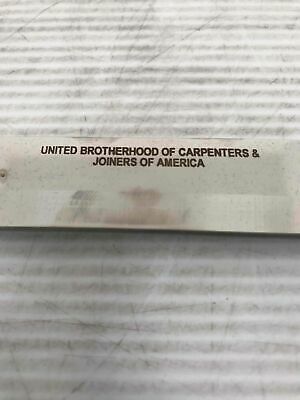 UNITED BROTHERHOOD OF CARPENTERS &
JOINERS OF AMERICA